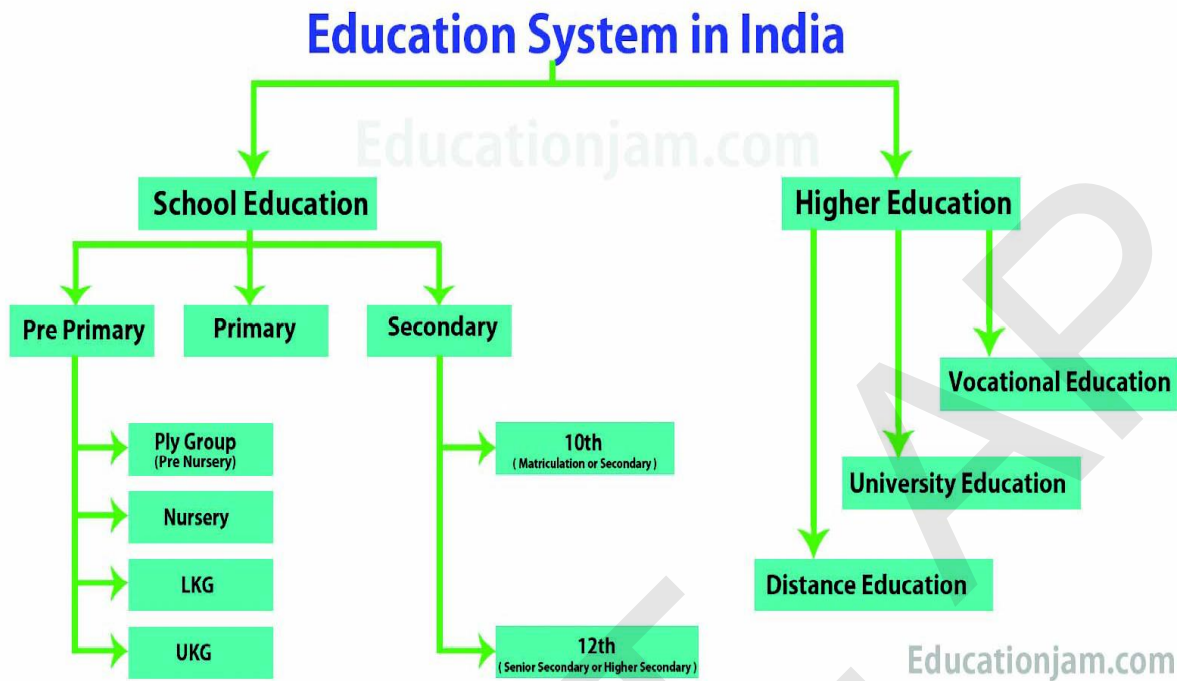 Education System in India
Educationjam.com
School Education
Higher Education
Pre Primary
Primary
Secondary
Vocational Education
Ply Group
(Pre Nursery)
10th
( Matriculation or Secondary )
University Education
Nursery
LKG
Distance Education
UKG
12th
( Senior Secondary or Higher Secondary )
Educationjam.com
AP